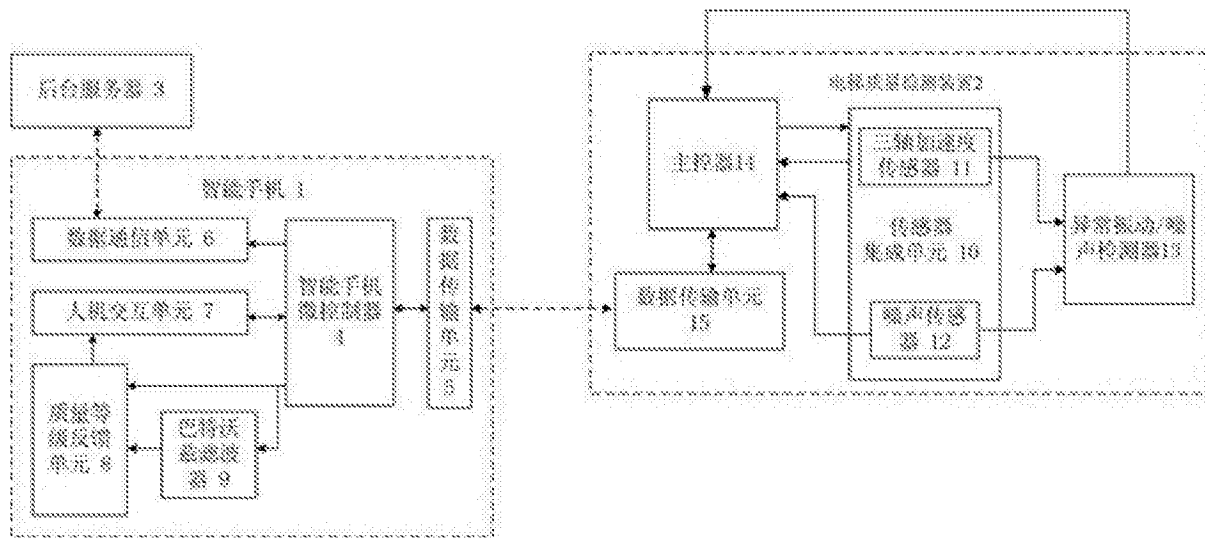 后台服务器 3
智能手机 1
数据通信单元 6
人机交互单元 7
质量等
级反馈
单元 8
巴特沃
兹滤波
器 9
智能手机
微控制器
4
数据传输单元5
电梯质量检测装置2
主控器14
数据传输单元
15
三轴加速度
传感器 11
传感器
集成单元 10
噪声传感
器 12
异常振动/噪
声检测器13